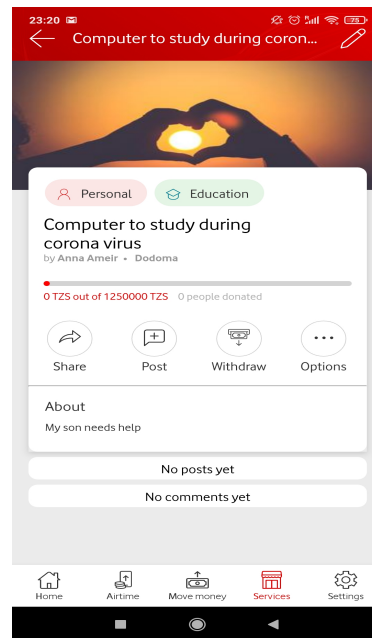 23:20 75
Computer to study during coron...
Personal Education
Computer to study during
corona virus
by Anna Ameir • Dodoma
0 TZS out of 1250000 TZS 0 people donated
Share Post Withdraw Options
About
My son needs help
No posts yet
No comments yet
Home Airtime Move money Services Settings